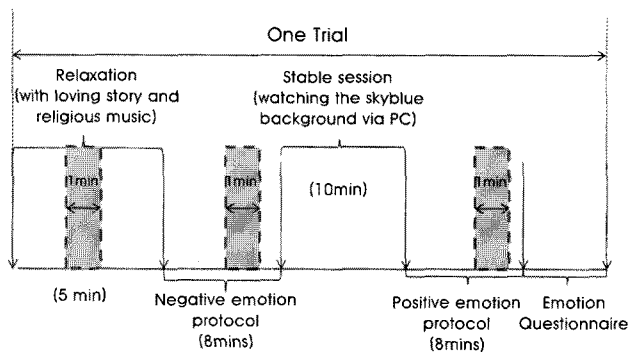 One Trial
Relaxation
(with loving story and
religious music)
Stable session
(watching the skyblue
background via PC)
1min
1min
(10min)
1min
(5 min)
Negative emotion
protocol
(8mins)
Positive emotion
protocol
(8mins)
Emotion
Questionnaire